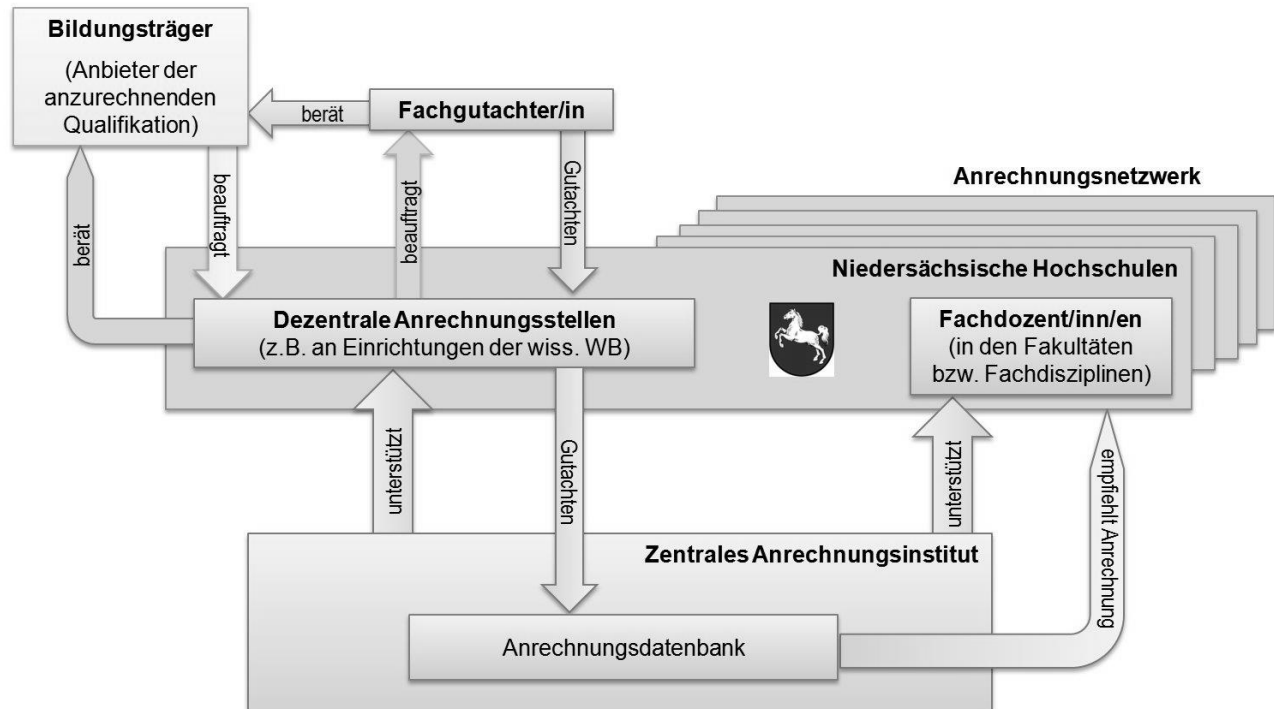 Bildungsträger
(Anbieter der
anzurechnenden
Qualifikation)
berät
Fachgutachter/in
beauftragt
beauftragt
Gutachten
berät
Anrechnungsnetzwerk
Niedersächsische Hochschulen
Dezentrale Anrechnungsstellen
(z.B. an Einrichtungen der wiss. WB)
Fachdozent/inn/en
(in den Fakultäten
bzw. Fachdisziplinen)
unterstützt
Gutachten
unterstützt
empfiehlt Anrechnung
Zentrales Anrechnungsinstitut
Anrechnungsdatenbank